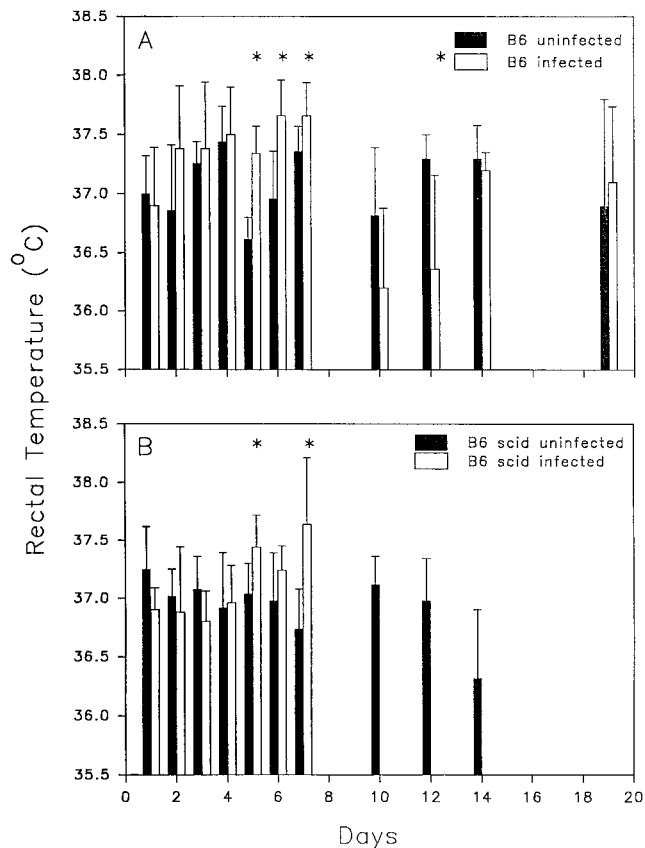 A
B6 uninfected
B6 infected
* * * *
38.5
38.0
37.5
37.0
36.5
36.0
35.5
Rectal Temperature (°C)
B
B6 scid uninfected
B6 scid infected
* *
38.5
38.0
37.5
37.0
36.5
36.0
35.5
0 2 4 6 8 10 12 14 16 18 20
Days